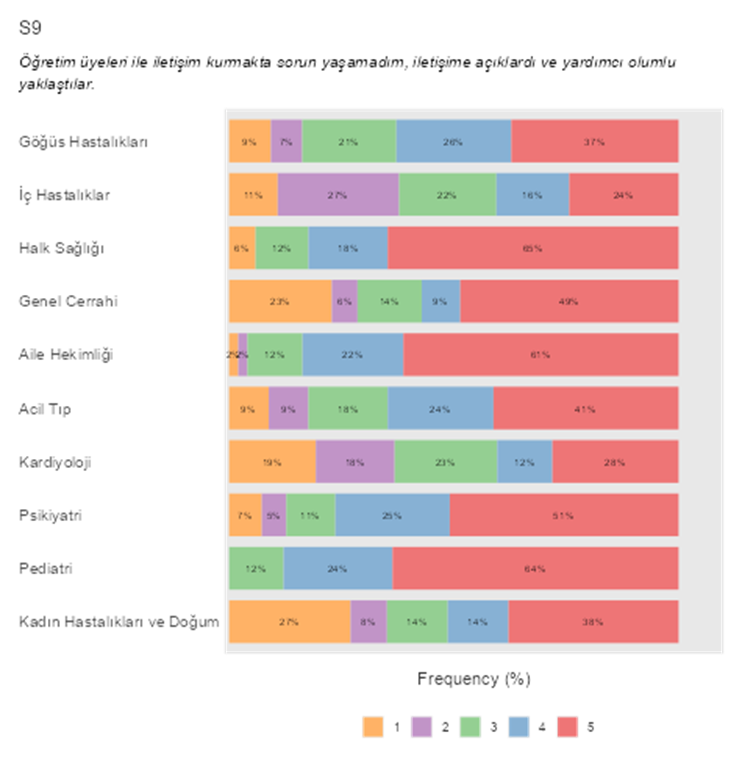 S9
Öğretim üyeleri ile iletişim kurmakta sorun yaşamadım, iletişime açıklardı ve yardımcı olumlu
yaklaştılar.
Göğüs Hastalıkları 9% 7% 21% 26% 37%
İç Hastalıklar 11% 27% 22% 16% 24%
Halk Sağlığı 6% 12% 18% 65%
Genel Cerrahi 23% 6% 14% 9% 49%
Aile Hekimliği 2% 2% 12% 22% 61%
Acil Tıp 9% 9% 18% 24% 41%
Kardiyoloji 19% 18% 23% 12% 28%
Psikiyatri 7% 5% 11% 25% 51%
Pediatri 12% 24% 64%
Kadın Hastalıkları ve Doğum 27% 8% 14% 14% 38%
Frequency (%)
1 2 3 4 5